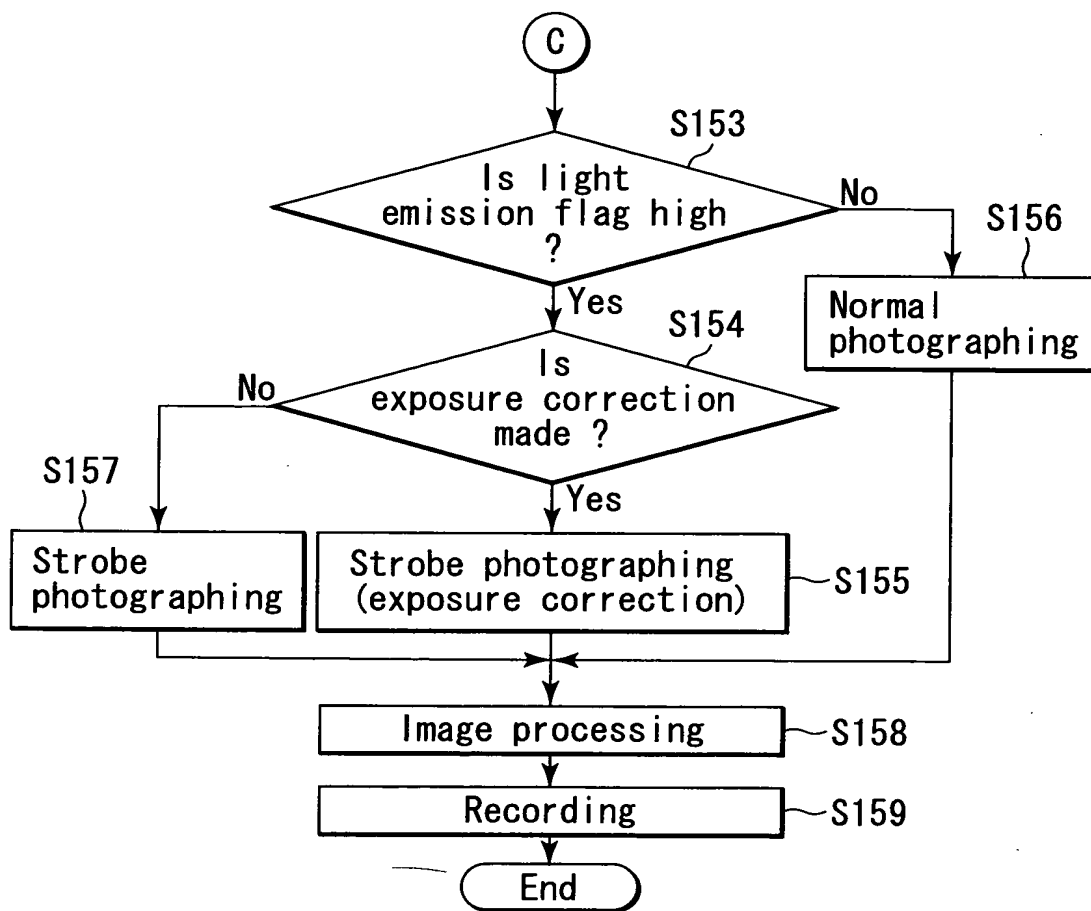 C
S153
Is light
emission flag high
?
No
S156
Yes
Normal
photographing
S154
Is
exposure correction
made ?
No
S157
Yes
Strobe
photographing
Strobe photographing
(exposure correction)
S155
Image processing
S158
Recording
S159
End